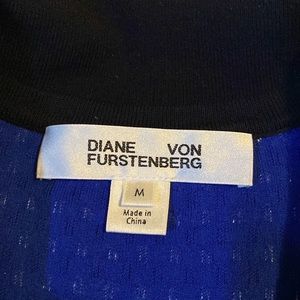 DIANE VON
FURSTENBERG
M
Made in
China